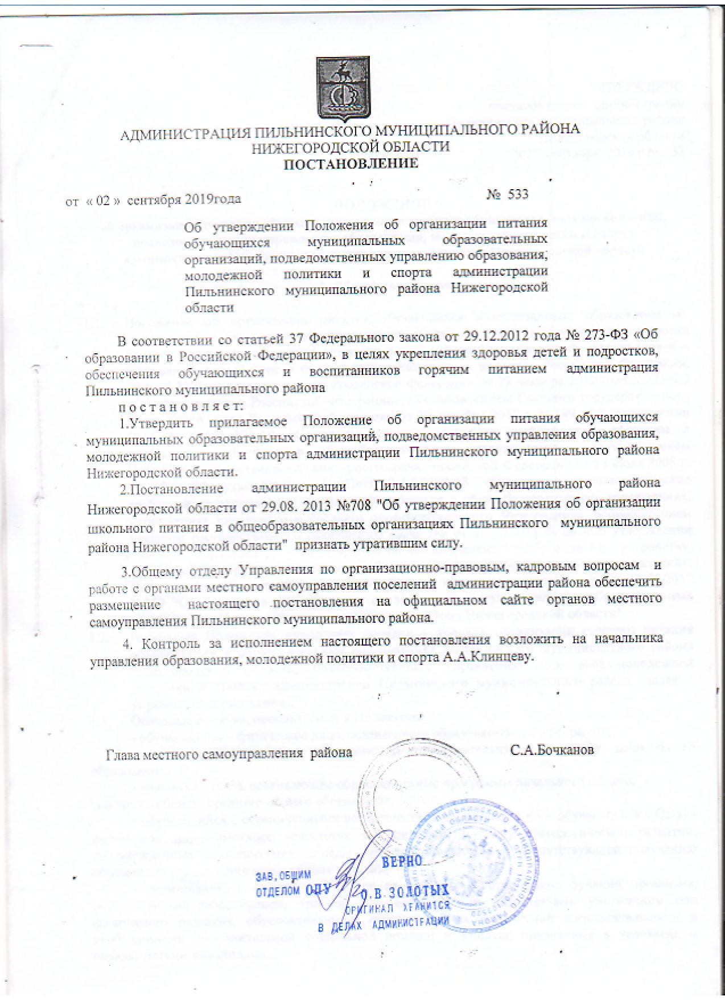 АДМИНИСТРАЦИЯ ПИЛЬНИНСКОГО МУНИЦИПАЛЬНОГО РАЙОНА
НИЖЕГОРОДСКОЙ ОБЛАСТИ
ПОСТАНОВЛЕНИЕ
от « 02 » сентября 2019года № 533
Об утверждении Положения об организации питания
обучающихся муниципальных образовательных
организаций, подведомственных управлению образования,
молодежной политики и спорта администрации
Пильнинского муниципального района Нижегородской
области
В соответствии со статьей 37 Федерального закона от 29.12.2012 года № 273-ФЗ «Об
образовании в Российской Федерации», в целях укрепления здоровья детей и подростков,
обеспечения обучающихся и воспитанников горячим питанием администрация
Пильнинского муниципального района
п о с т а н о в л я е т:
1.Утвердить прилагаемое Положение об организации питания обучающихся
муниципальных образовательных организаций, подведомственных управления образования,
молодежной политики и спорта администрации Пильнинского муниципального района
Нижегородской области.
2.Постановление администрации Пильнинского муниципального района
Нижегородской области от 29.08. 2013 №708 "Об утверждении Положения об организации
школьного питания в общеобразовательных организациях Пильнинского муниципального
района Нижегородской области" признать утратившим силу.
3.Общему отделу Управления по организационно-правовым, кадровым вопросам и
работе с органами местного самоуправления поселений администрации района обеспечить
размещение настоящего постановления на официальном сайте органов местного
самоуправления Пильнинского муниципального района.
4. Контроль за исполнением настоящего постановления возложить на начальника
управления образования, молодежной политики и спорта А.А.Клинцеву.
Глава местного самоуправления района С.А.Бочканов
ВЕРНО
ЗАВ. ОБЩИМ
ОТДЕЛОМ ОПУ О.В. ЗОЛОТЫХ
ОРИГИНАЛ ХРАНИТСЯ
В ДЕЛАХ АДМИНИСТРАЦИИ